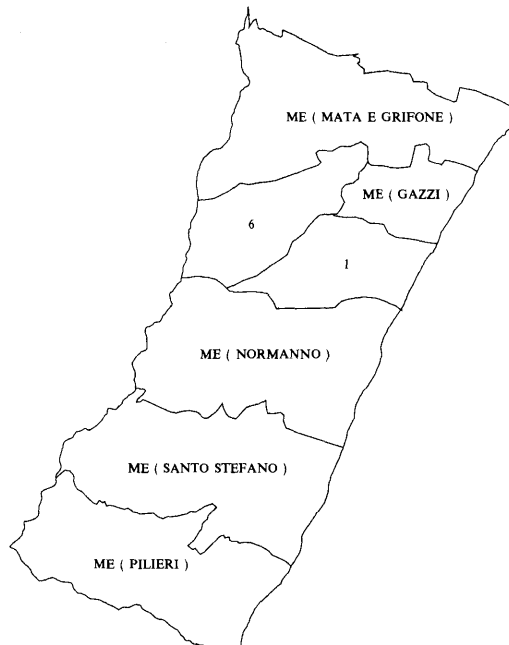 ME ( MATA E GRIFONE )
ME ( GAZZI )
6
1
ME ( NORMANNO )
ME ( SANTO STEFANO )
ME ( PILIERI )